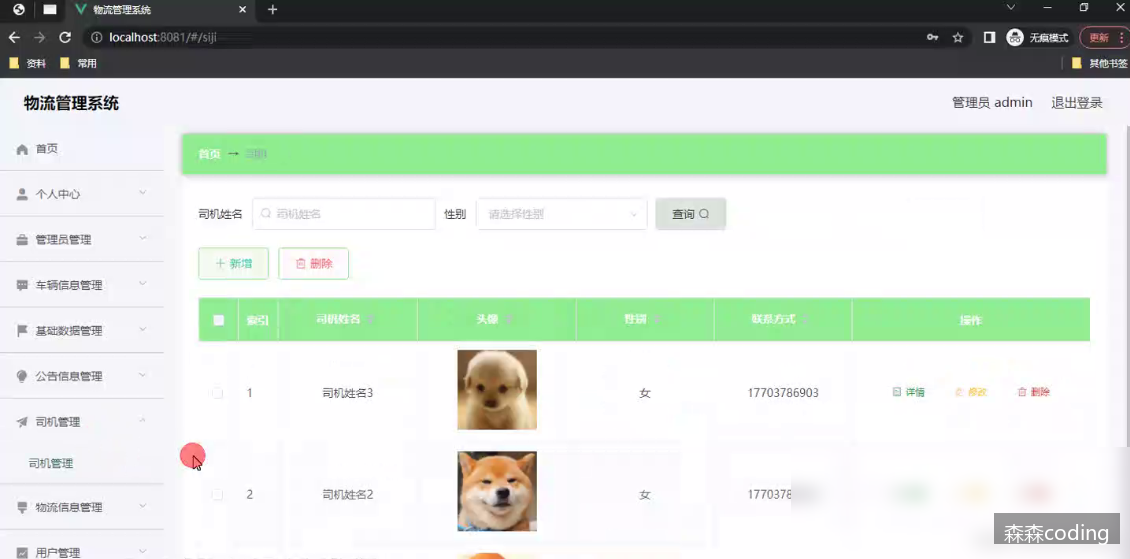 物流管理系统
localhost:8081/#/siji
无痕模式
更新
资料
常用
其他书签
物流管理系统
管理员 admin
退出登录
首页
个人中心
管理员管理
车辆信息管理
基础数据管理
公告信息管理
司机管理
司机管理
物流信息管理
用户管理
首页 →
司机姓名
司机姓名
性别
请选择性别
查询
新增
删除
索引
司机姓名
头像
性别
联系方式
操作
1
司机姓名3
女
17703786903
详情
修改
删除
2
司机姓名2
女
1770378
森森coding